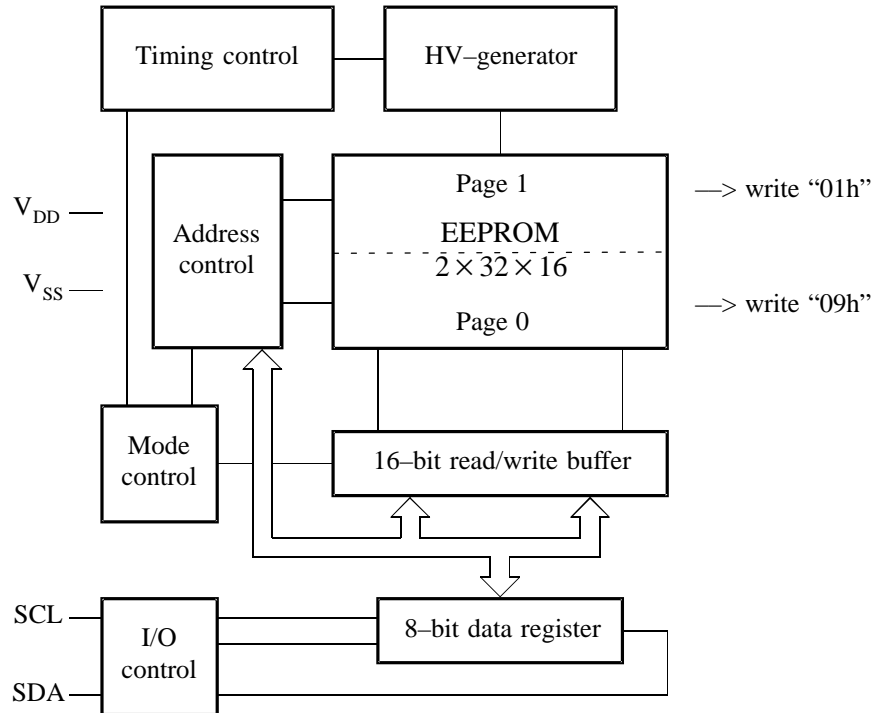 Timing control
HV–generator
Page 1
—> write “01h”
V_DD
Address
control
EEPROM
2 × 32 × 16
V_SS
Page 0
—> write “09h”
Mode
control
16–bit read/write buffer
SCL
I/O
control
8–bit data register
SDA